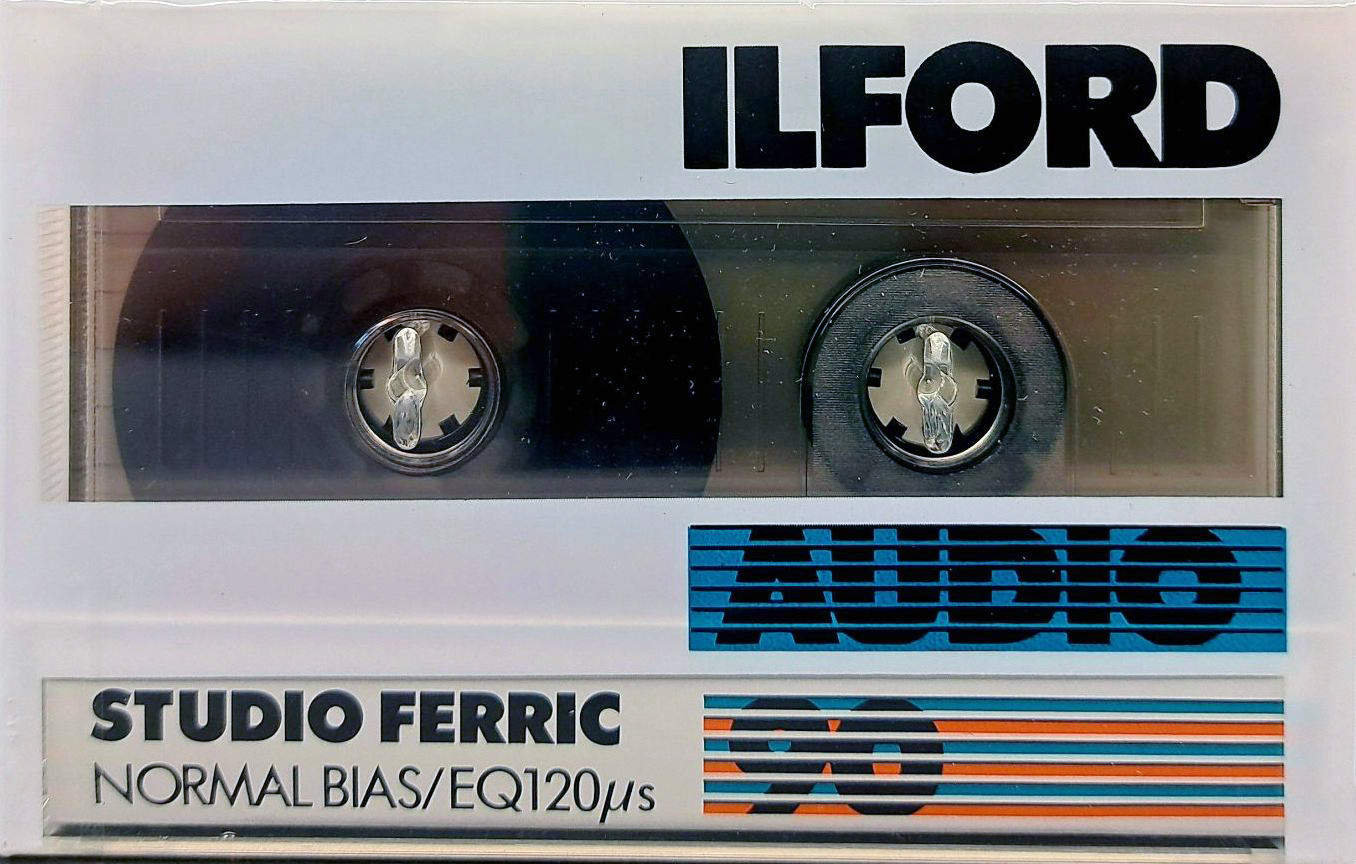 ILFORD
AUDIO
STUDIO FERRIC
90
NORMAL BIAS/EQ120μs